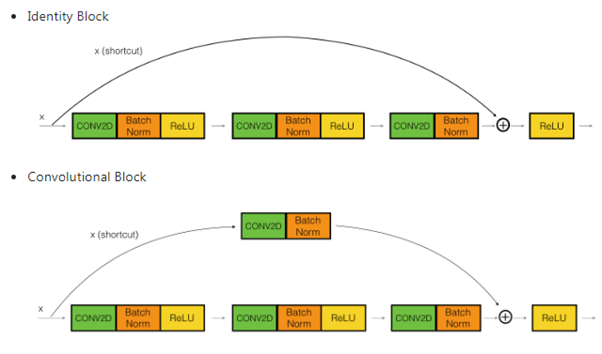 Identity Block
x (shortcut)
x
CONV2D Batch Norm ReLU CONV2D Batch Norm ReLU CONV2D Batch Norm + ReLU
Convolutional Block
CONV2D Batch Norm
x (shortcut)
x
CONV2D Batch Norm ReLU CONV2D Batch Norm ReLU CONV2D Batch Norm + ReLU